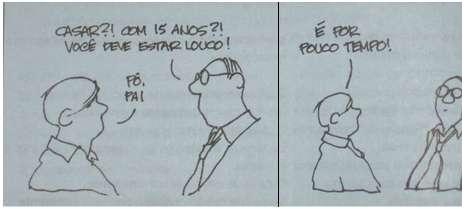 CASAR?! COM 15 ANOS?!
VOCÊ DEVE ESTAR LOUCO!
PÔ,
PAI
É POR
POUCO TEMPO!